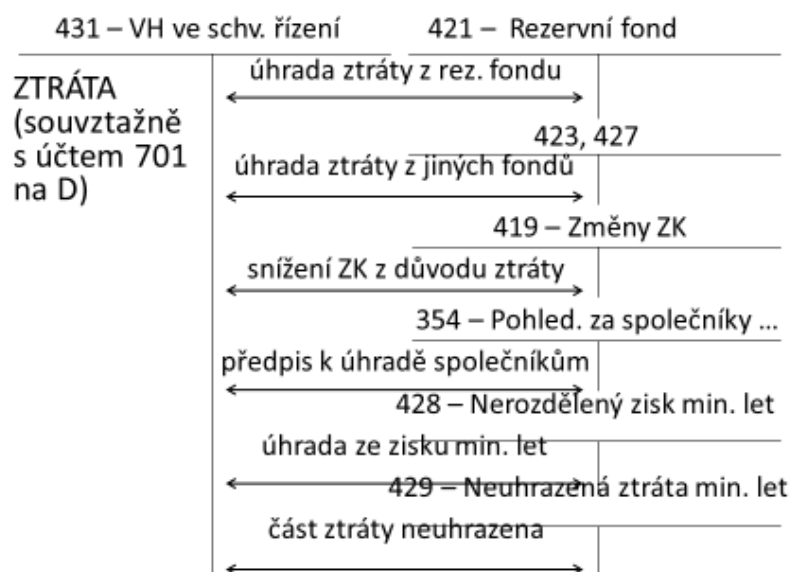 431 – VH ve schv. řízení
421 – Rezervní fond
úhrada ztráty z rez. fondu
ZTRÁTA
(souvztažně
s účtem 701
na D)
423, 427
úhrada ztráty z jiných fondů
419 – Změny ZK
snížení ZK z důvodu ztráty
354 – Pohled. za společníky ...
předpis k úhradě společníkům
428 – Nerozdělený zisk min. let
úhrada ze zisku min. let
429 – Neuhrazená ztráta min. let
část ztráty neuhrazena